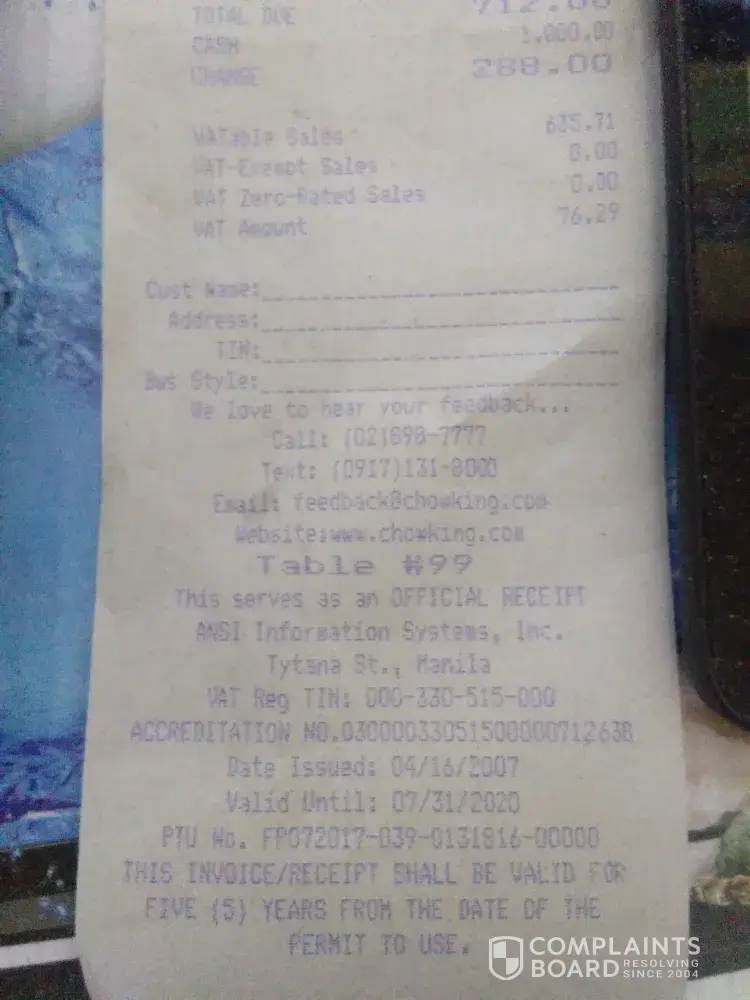 TOTAL DUE 712.00
CASH 1,000.00
CHANGE 288.00
VATable Sales 635.71
VAT-Exempt Sales 0.00
VAT Zero-Rated Sales 0.00
VAT Amount 76.29
Cust Name:
Address:
TIN:
Bus Style:
We love to hear your feedback...
Call: (02)898-7777
Text: (0917)131-8000
Email: feedback@chowking.com
Website:www.chowking.com
Table #99
This serves as an OFFICIAL RECEIPT
ANSI Information Systems, Inc.
Tytana St., Manila
VAT Reg TIN: 000-330-515-000
ACCREDITATION NO.030000330515000000712638
Date Issued: 04/16/2007
Valid Until: 07/31/2020
PTU No. FP072017-039-0131816-00000
THIS INVOICE/RECEIPT SHALL BE VALID FOR
FIVE (5) YEARS FROM THE DATE OF THE
PERMIT TO USE.
COMPLAINTS
BOARD RESOLVING SINCE 2004